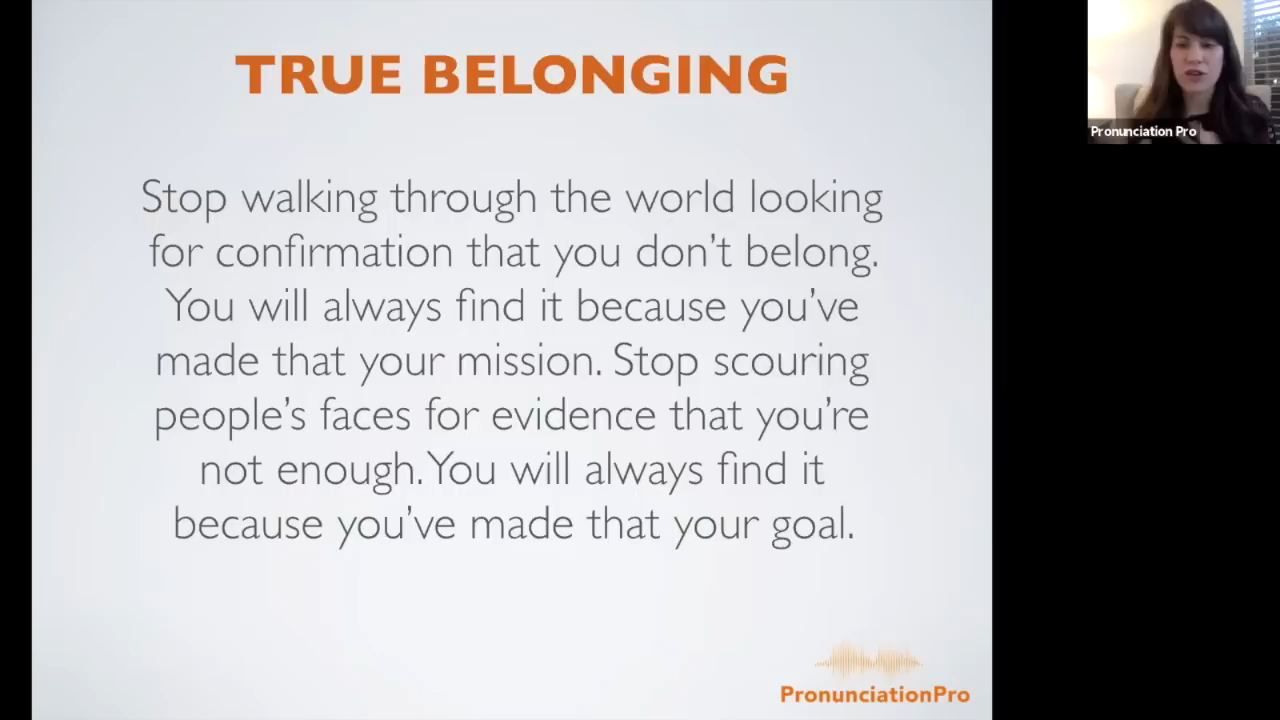 TRUE BELONGING
Stop walking through the world looking
for confirmation that you don’t belong.
You will always find it because you’ve
made that your mission. Stop scouring
people’s faces for evidence that you’re
not enough. You will always find it
because you’ve made that your goal.
PronunciationPro
Pronunciation Pro